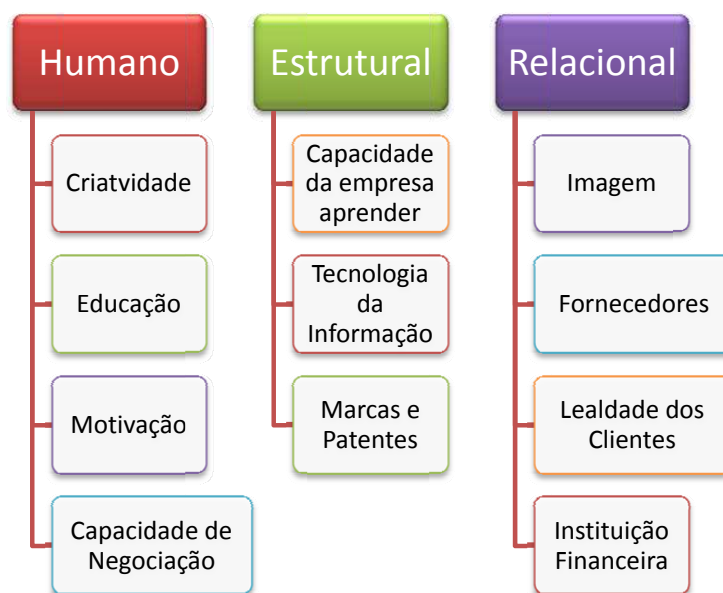 Humano
Criatvidade
Educação
Motivação
Capacidade de
Negociação
Estrutural
Capacidade
da empresa
aprender
Tecnologia
da
Informação
Marcas e
Patentes
Relacional
Imagem
Fornecedores
Lealdade dos
Clientes
Instituição
Financeira